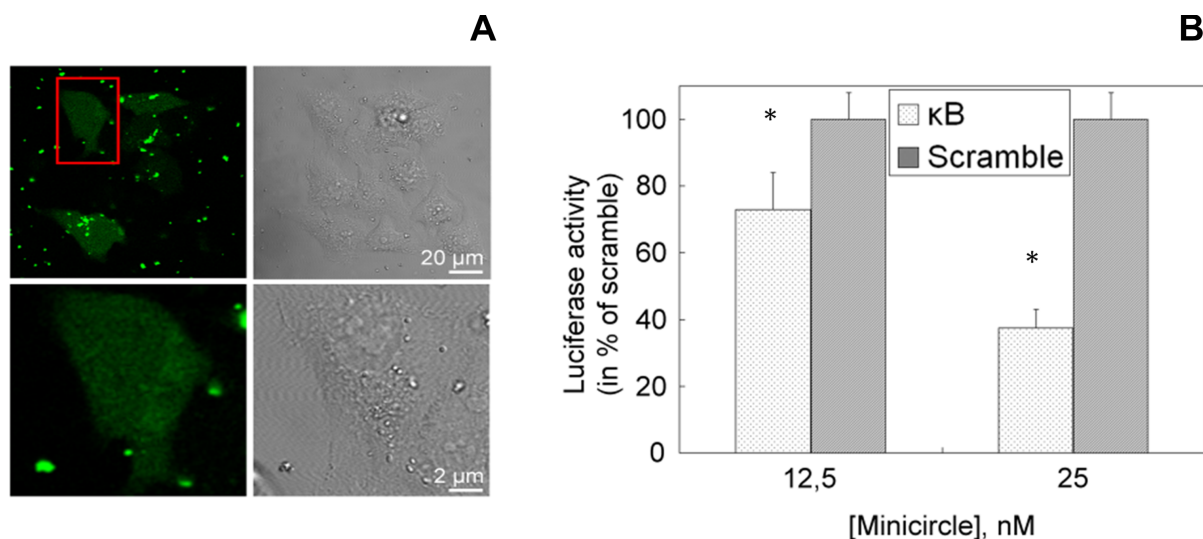 A
20 µm
2 µm
B
*
*
κB
Scramble
Luciferase activity
(in % of scramble)
100
80
60
40
20
0
12,5
25
[Minicircle], nM